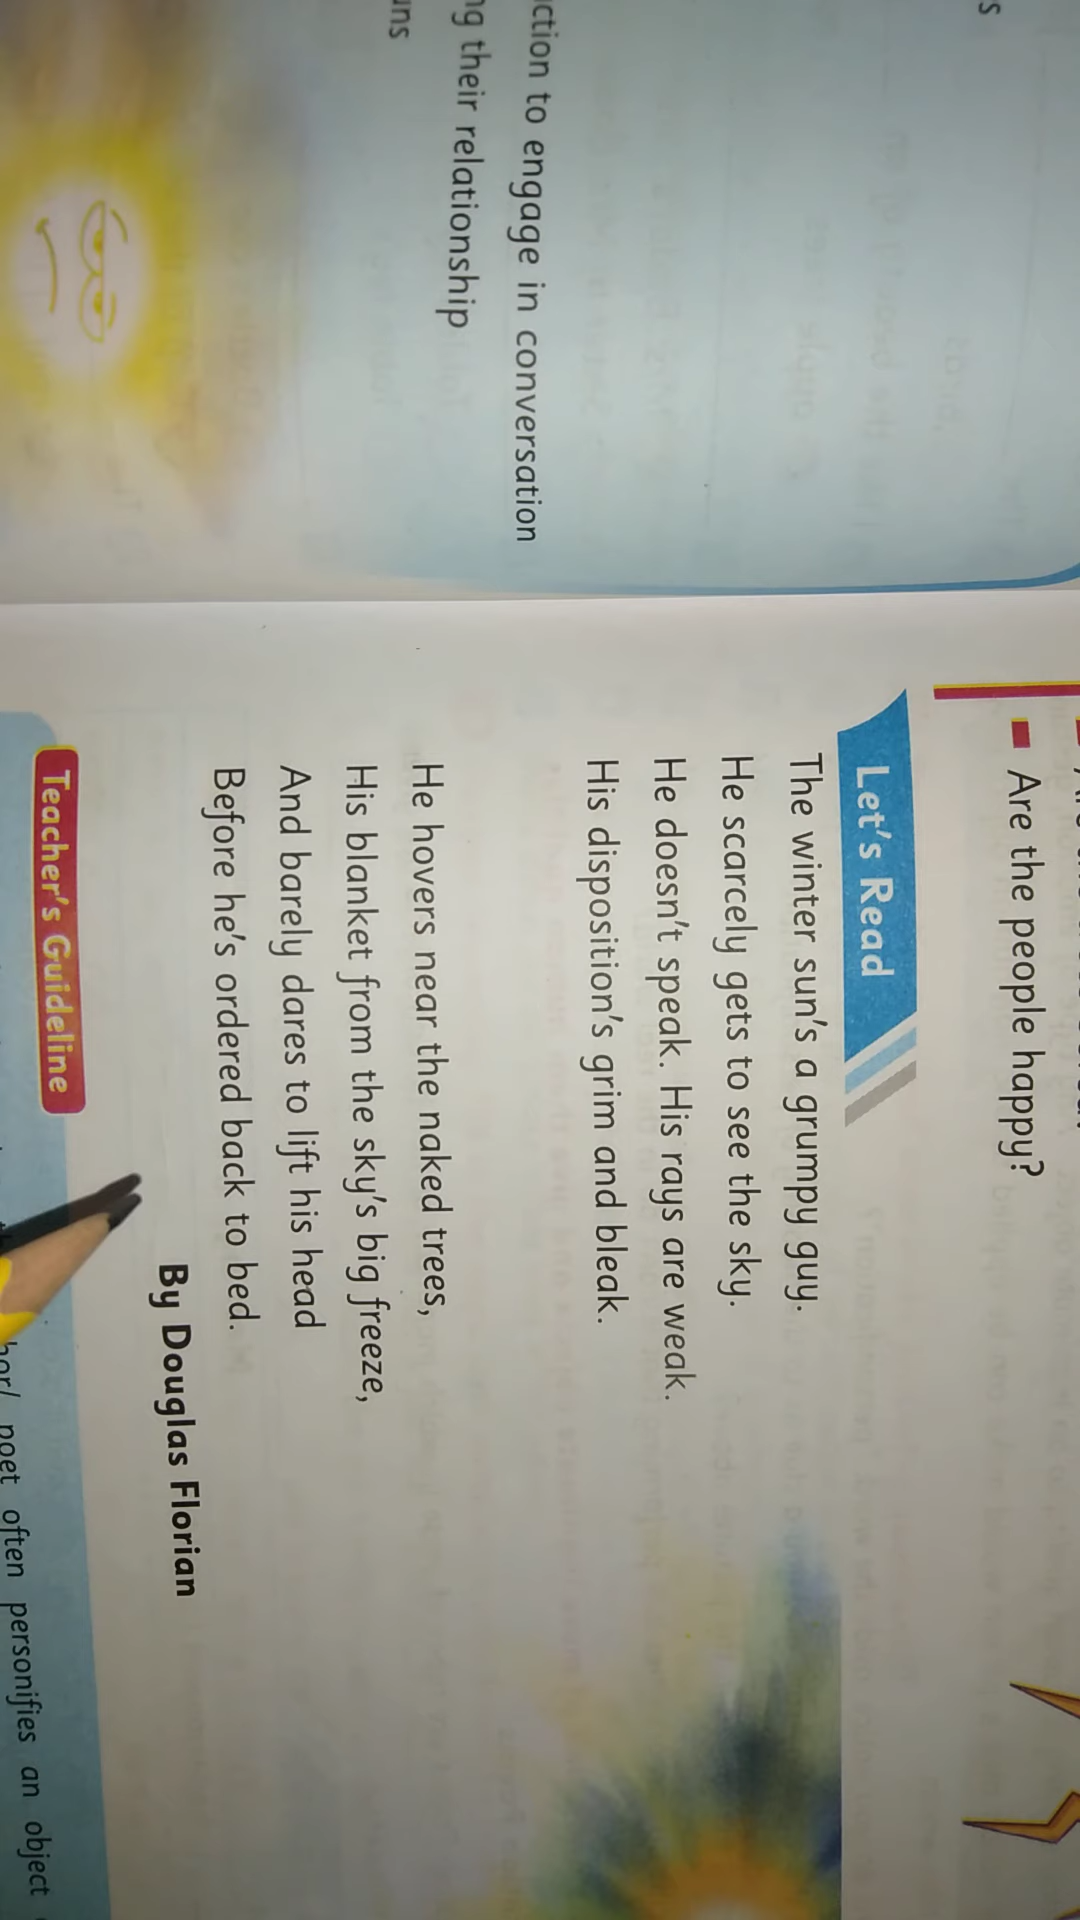 s
ction to engage in conversation
ng their relationship
uns
Are the people happy?
Let's Read
The winter sun's a grumpy guy.
He scarcely gets to see the sky.
He doesn't speak. His rays are weak.
His disposition's grim and bleak.
He hovers near the naked trees,
His blanket from the sky's big freeze,
And barely dares to lift his head
Before he's ordered back to bed.
By Douglas Florian
Teacher's Guideline
poet often personifies an object